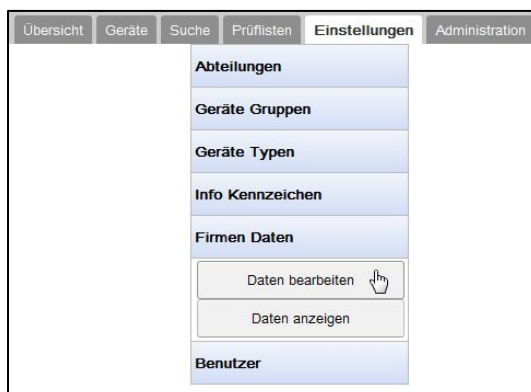 Übersicht Geräte Suche Prüflisten Einstellungen Administration
Abteilungen
Geräte Gruppen
Geräte Typen
Info Kennzeichen
Firmen Daten
Daten bearbeiten
Daten anzeigen
Benutzer